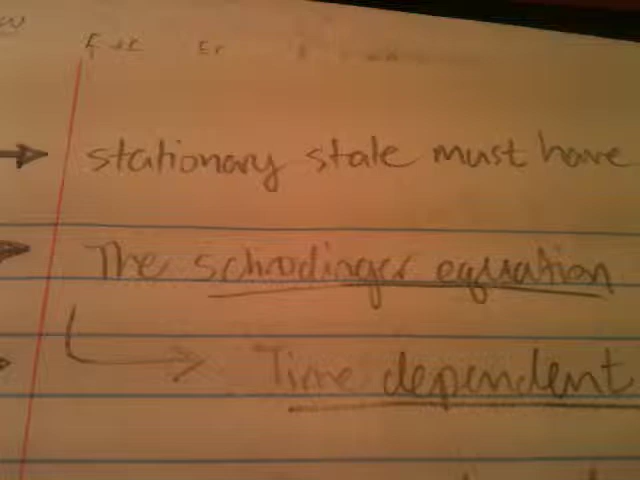 stationary state must have
The schrodinger equation
Time dependent